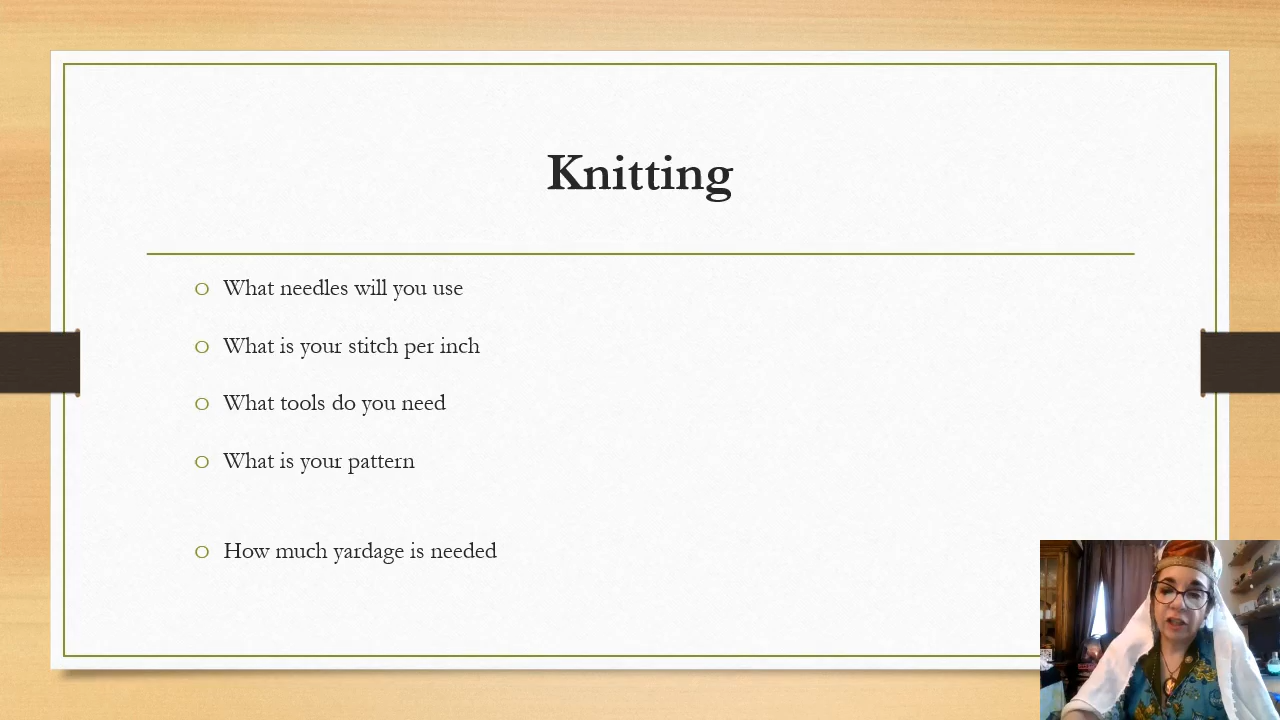 Knitting
What needles will you use
What is your stitch per inch
What tools do you need
What is your pattern
How much yardage is needed